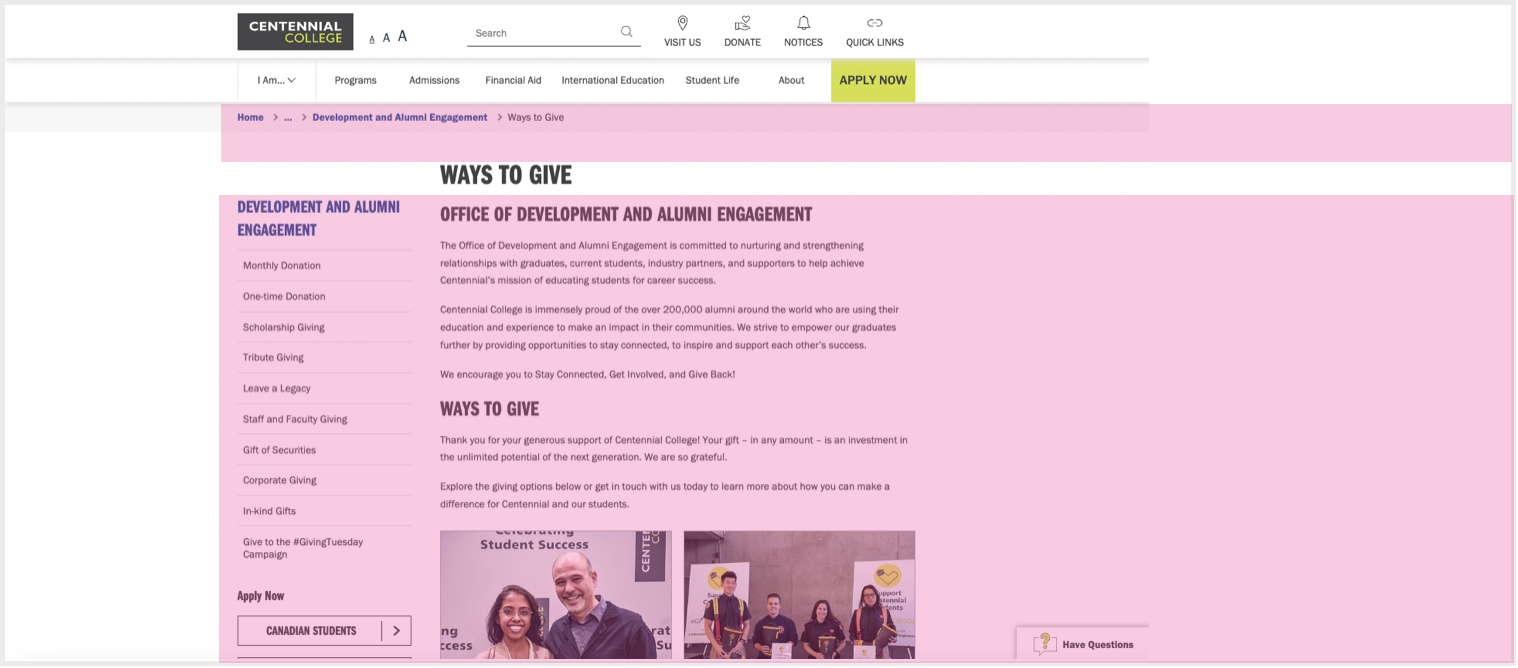 CENTENNIAL
COLLEGE
A A A
Search
VISIT US
DONATE
NOTICES
QUICK LINKS
I Am...
Programs
Admissions
Financial Aid
International Education
Student Life
About
APPLY NOW
Home > ... > Development and Alumni Engagement > Ways to Give
WAYS TO GIVE
DEVELOPMENT AND ALUMNI
ENGAGEMENT
Monthly Donation
One-time Donation
Scholarship Giving
Tribute Giving
Leave a Legacy
Staff and Faculty Giving
Gift of Securities
Corporate Giving
In-kind Gifts
Give to the #GivingTuesday
Campaign
Apply Now
CANADIAN STUDENTS
OFFICE OF DEVELOPMENT AND ALUMNI ENGAGEMENT
The Office of Development and Alumni Engagement is committed to nurturing and strengthening
relationships with graduates, current students, industry partners, and supporters to help achieve
Centennial's mission of educating students for career success.
Centennial College is immensely proud of the over 200,000 alumni around the world who are using their
education and experience to make an impact in their communities. We strive to empower our graduates
further by providing opportunities to stay connected, to inspire and support each other's success.
We encourage you to Stay Connected, Get Involved, and Give Back!
WAYS TO GIVE
Thank you for your generous support of Centennial College! Your gift – in any amount – is an investment in
the unlimited potential of the next generation. We are so grateful.
Explore the giving options below or get in touch with us today to learn more about how you can make a
difference for Centennial and our students.
Celebrating
Student Success
CENTEN
Support
Have Questions